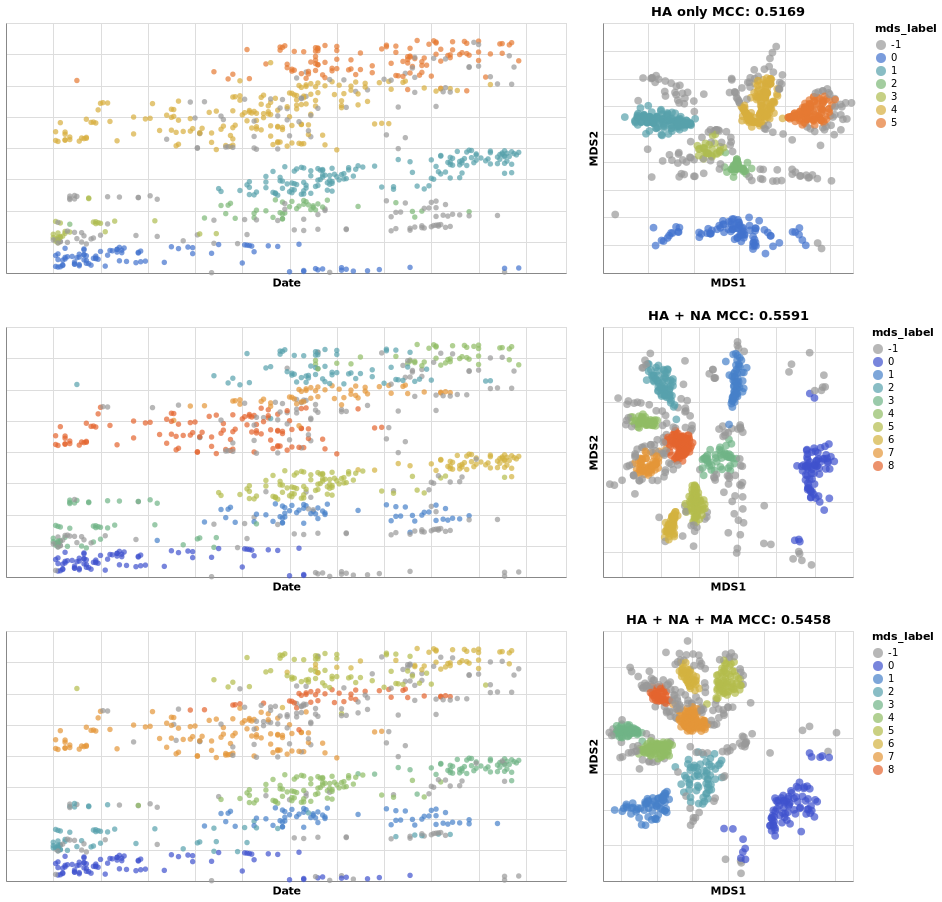 HA only MCC: 0.5169
mds_label
-1
0
1
2
3
4
5
MDS2
Date
MDS1
HA + NA MCC: 0.5591
mds_label
-1
0
1
2
3
4
5
6
7
8
MDS2
Date
MDS1
HA + NA + MA MCC: 0.5458
mds_label
-1
0
1
2
3
4
5
6
7
8
MDS2
Date
MDS1